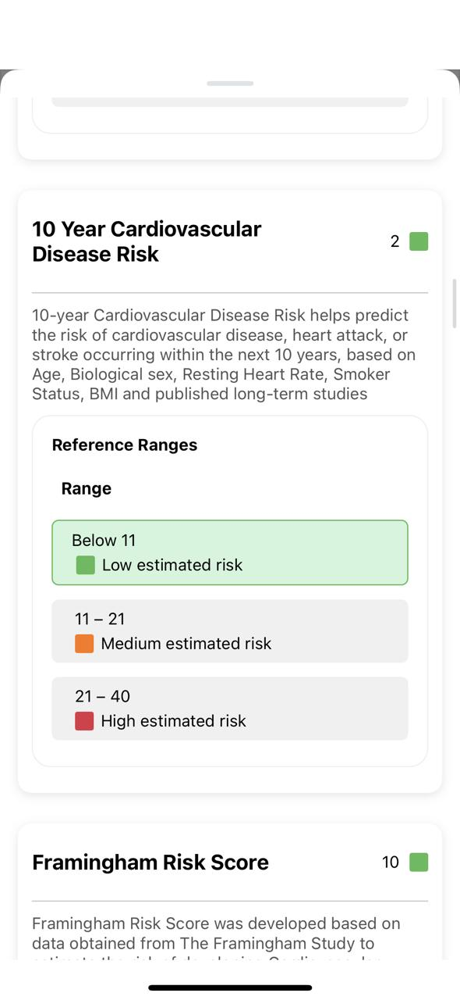 10 Year Cardiovascular
Disease Risk
2
10-year Cardiovascular Disease Risk helps predict
the risk of cardiovascular disease, heart attack, or
stroke occurring within the next 10 years, based on
Age, Biological sex, Resting Heart Rate, Smoker
Status, BMI and published long-term studies
Reference Ranges
Range
Below 11
Low estimated risk
11 – 21
Medium estimated risk
21 – 40
High estimated risk
Framingham Risk Score
10
Framingham Risk Score was developed based on
data obtained from The Framingham Study to